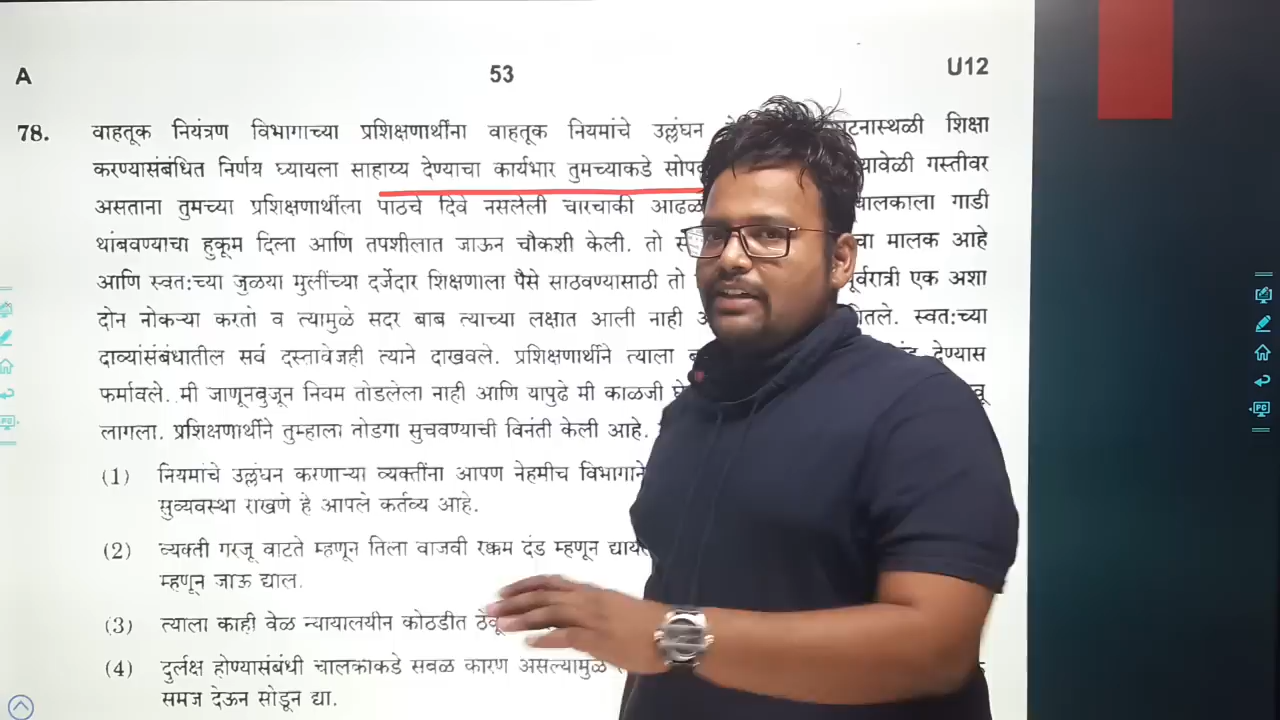 A 53 U12
78. वाहतूक नियंत्रण विभागाच्या प्रशिक्षणार्थींना वाहतूक नियमांचे उल्लंघन शिक्षा
करण्यासंबंधित निर्णय घ्यायला साहाय्य देण्याचा कार्यभार तुमच्याकडे गस्तीवर
असताना तुमच्या प्रशिक्षणार्थीला पाठचे दिवे नसलेली चारचाकी गाडी
थांबवण्याचा हुकूम दिला आणि तपशीलात जाऊन चौकशी केली. तो मालक आहे
आणि स्वतःच्या जुळया मुलींच्या दर्जेदार शिक्षणाला पैसे साठवण्यासाठी तो एक अशा
दोन नोकऱ्या करतो व त्यामुळे सदर बाब त्याच्या लक्षात आली नाही स्वतःच्या
दाव्यांसंबंधातील सर्व दस्तावेजही त्याने दाखवले. प्रशिक्षणार्थीने त्याला देण्यास
फर्मावले. मी जाणूनबुजून नियम तोडलेला नाही आणि यापुढे मी काळजी
लागला. प्रशिक्षणार्थीने तुम्हाला तोडगा सुचवण्याची विनंती केली आहे.
(1) नियमांचे उल्लंघन करणाऱ्या व्यक्तींना आपण नेहमीच
सुव्यवस्था राखणे हे आपले कर्तव्य आहे.
(2) व्यक्ती गरजू वाटते म्हणून तिला वाजवी रक्कम दंड म्हणून
म्हणून जाऊ द्याल.
(3) त्याला काही वेळ न्यायालयीन कोठडीत
(4) दुर्लक्ष होण्यासंबंधी चालकाकडे सबळ कारण असल्यामुळ
समज देऊन सोडून द्या.